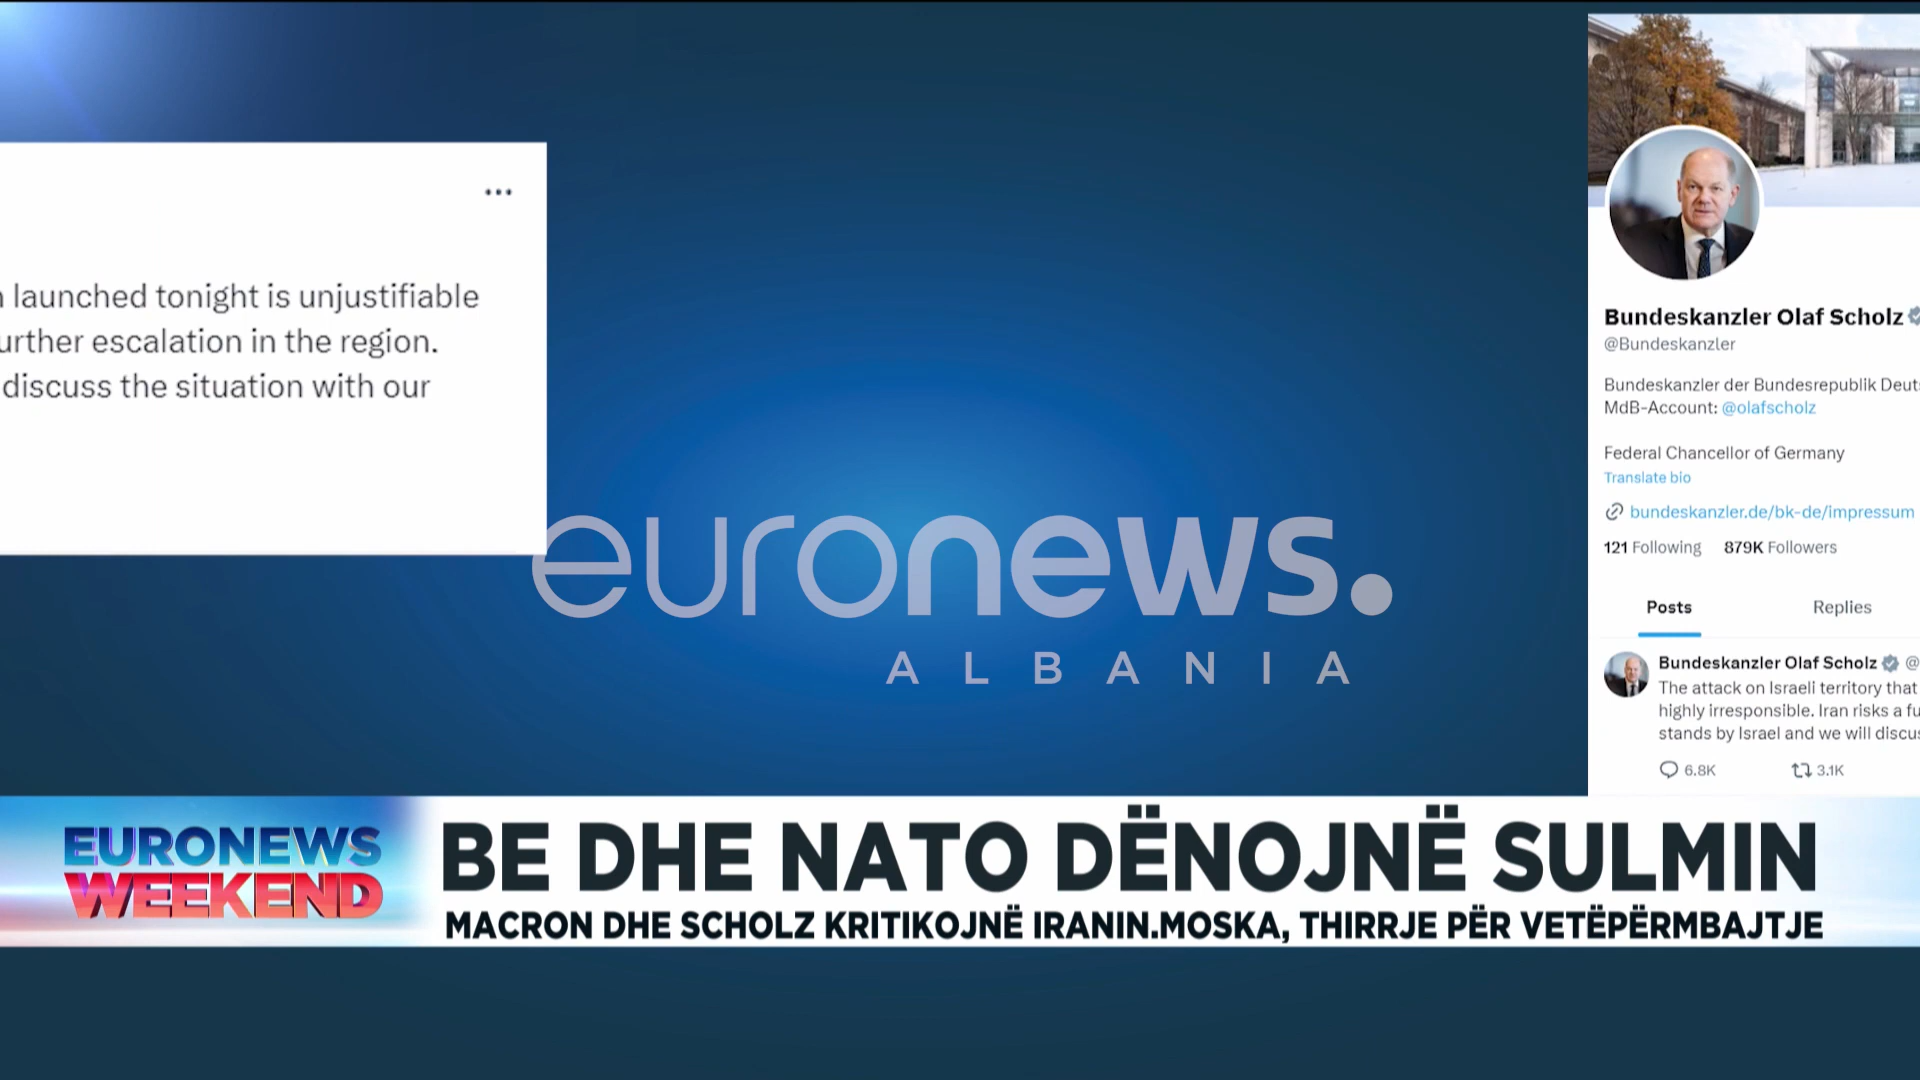 launched tonight is unjustifiable
urther escalation in the region.
discuss the situation with our
euronews.
ALBANIA
Bundeskanzler Olaf Scholz
@Bundeskanzler
Bundeskanzler der Bundesrepublik
MdB-Account: @olafscholz
Federal Chancellor of Germany
Translate bio
bundeskanzler.de/bk-de/impressum
121 Following 879K Followers
Posts Replies
Bundeskanzler Olaf Scholz @
The attack on Israeli territory that
highly irresponsible. Iran risks a fu
stands by Israel and we will discus
6.8K 3.1K
EURONEWS
WEEKEND
BE DHE NATO DËNOJNË SULMIN
MACRON DHE SCHOLZ KRITIKOJNË IRANIN.MOSKA, THIRRJE PËR VETËPËRMBAJTJE